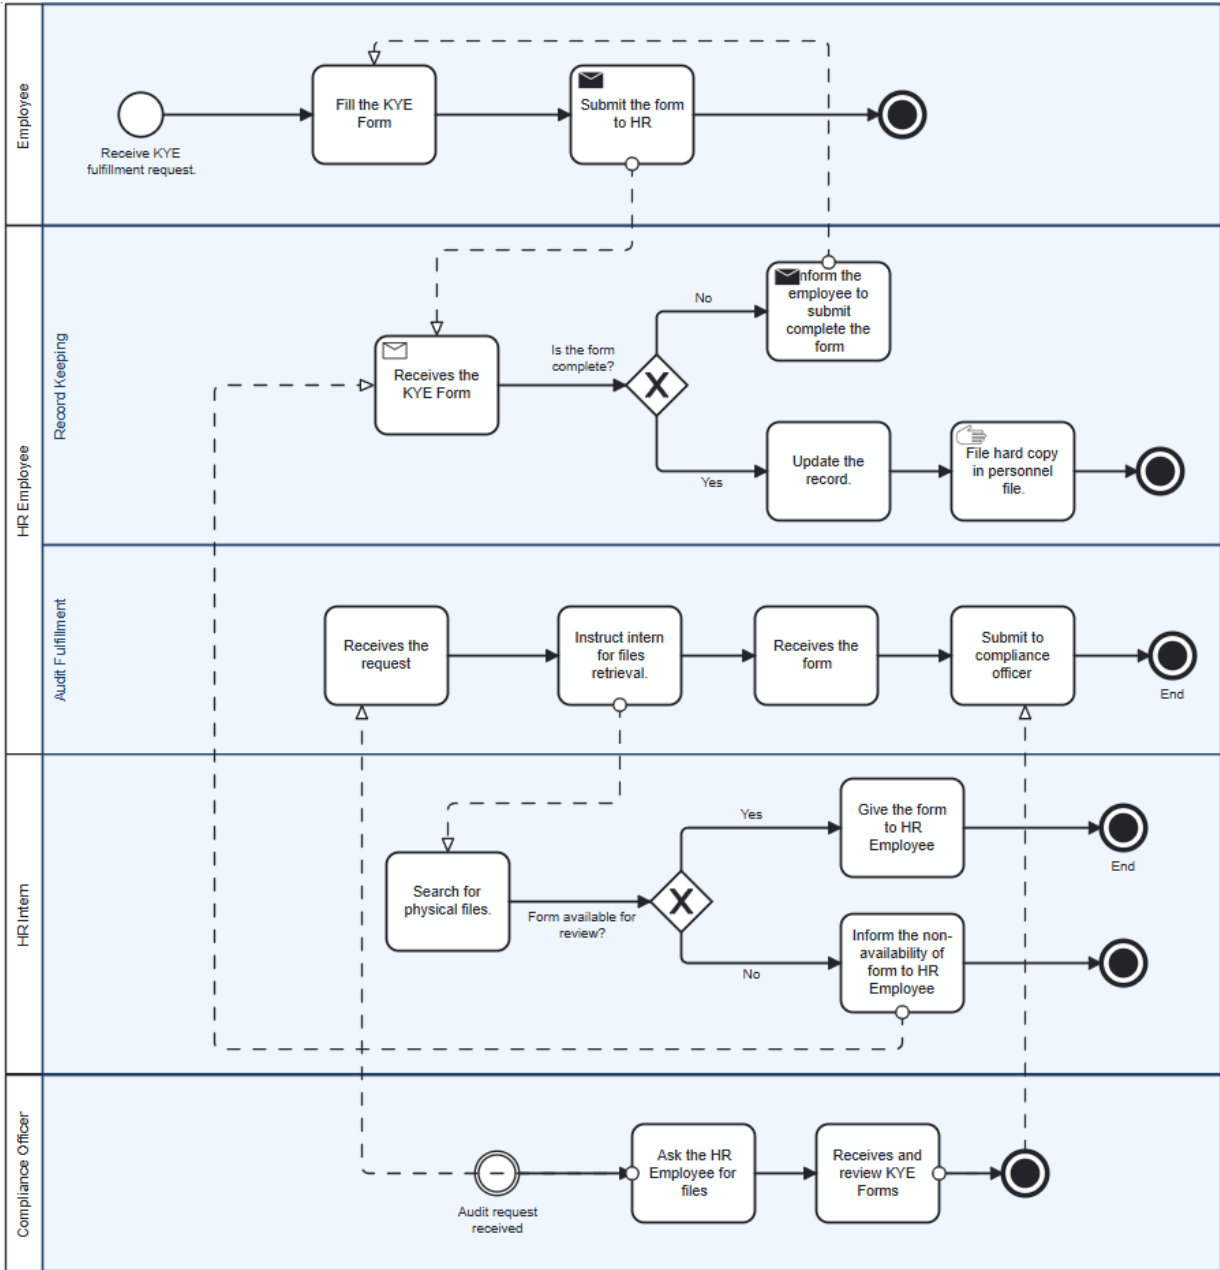 Employee
Fill the KYE
Form
Submit the form
to HR
Receive KYE
fulfillment request.
HR Employee
Record Keeping
nform the
employee to
submit
complete the
form
No
Is the form
complete?
Receives the
KYE Form
Yes
Update the
record.
File hard copy
in personnel
file.
Audit Fulfillment
Receives the
request
Instruct intern
for files
retrieval.
Receives the
form
Submit to
compliance
officer
End
HR Intern
Yes
Give the form
to HR
Employee
End
Search for
physical files.
Form available for
review?
No
Inform the non-
availability of
form to HR
Employee
Compliance Officer
Audit request
received
Ask the HR
Employee for
files
Receives and
review KYE
Forms